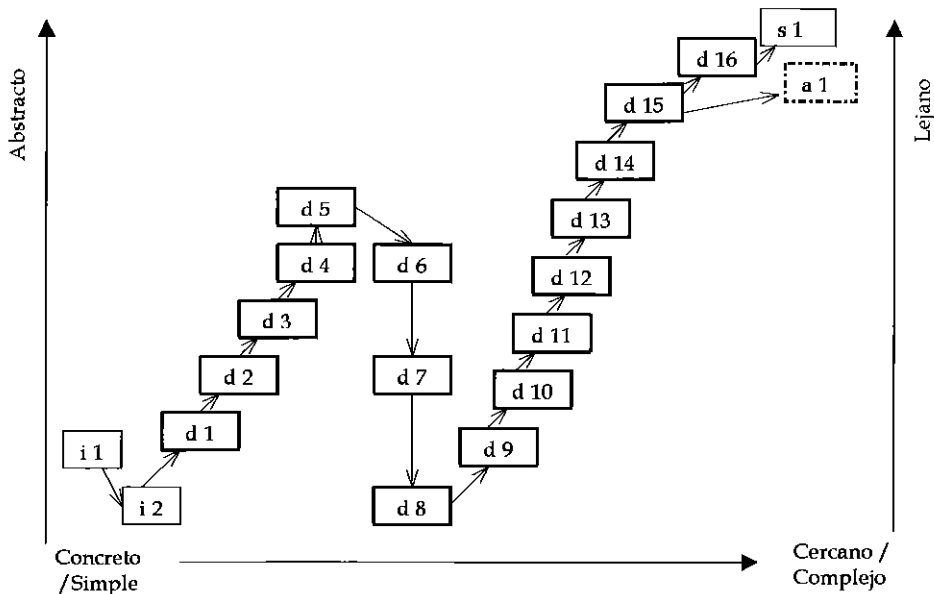 Abstracto
Lejano
s 1
d 16
a 1
d 15
d 14
d 5
d 13
d 4
d 6
d 12
d 3
d 11
d 2
d 7
d 10
d 1
i 1
d 9
i 2
d 8
Concreto
/Simple
Cercano /
Complejo